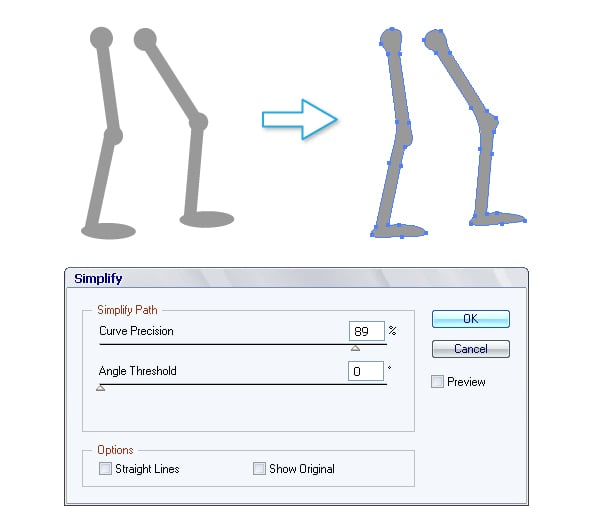 Simplify
Simplify Path
Curve Precision 89 %
Angle Threshold 0 °
Options
Straight Lines Show Original
OK
Cancel
Preview